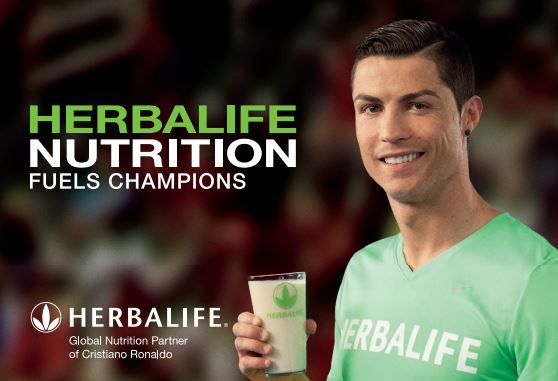 HERBALIFE
NUTRITION
FUELS CHAMPIONS
HERBALIFE®
Global Nutrition Partner
of Cristiano Ronaldo
HERBALIFE
HERBALIFE